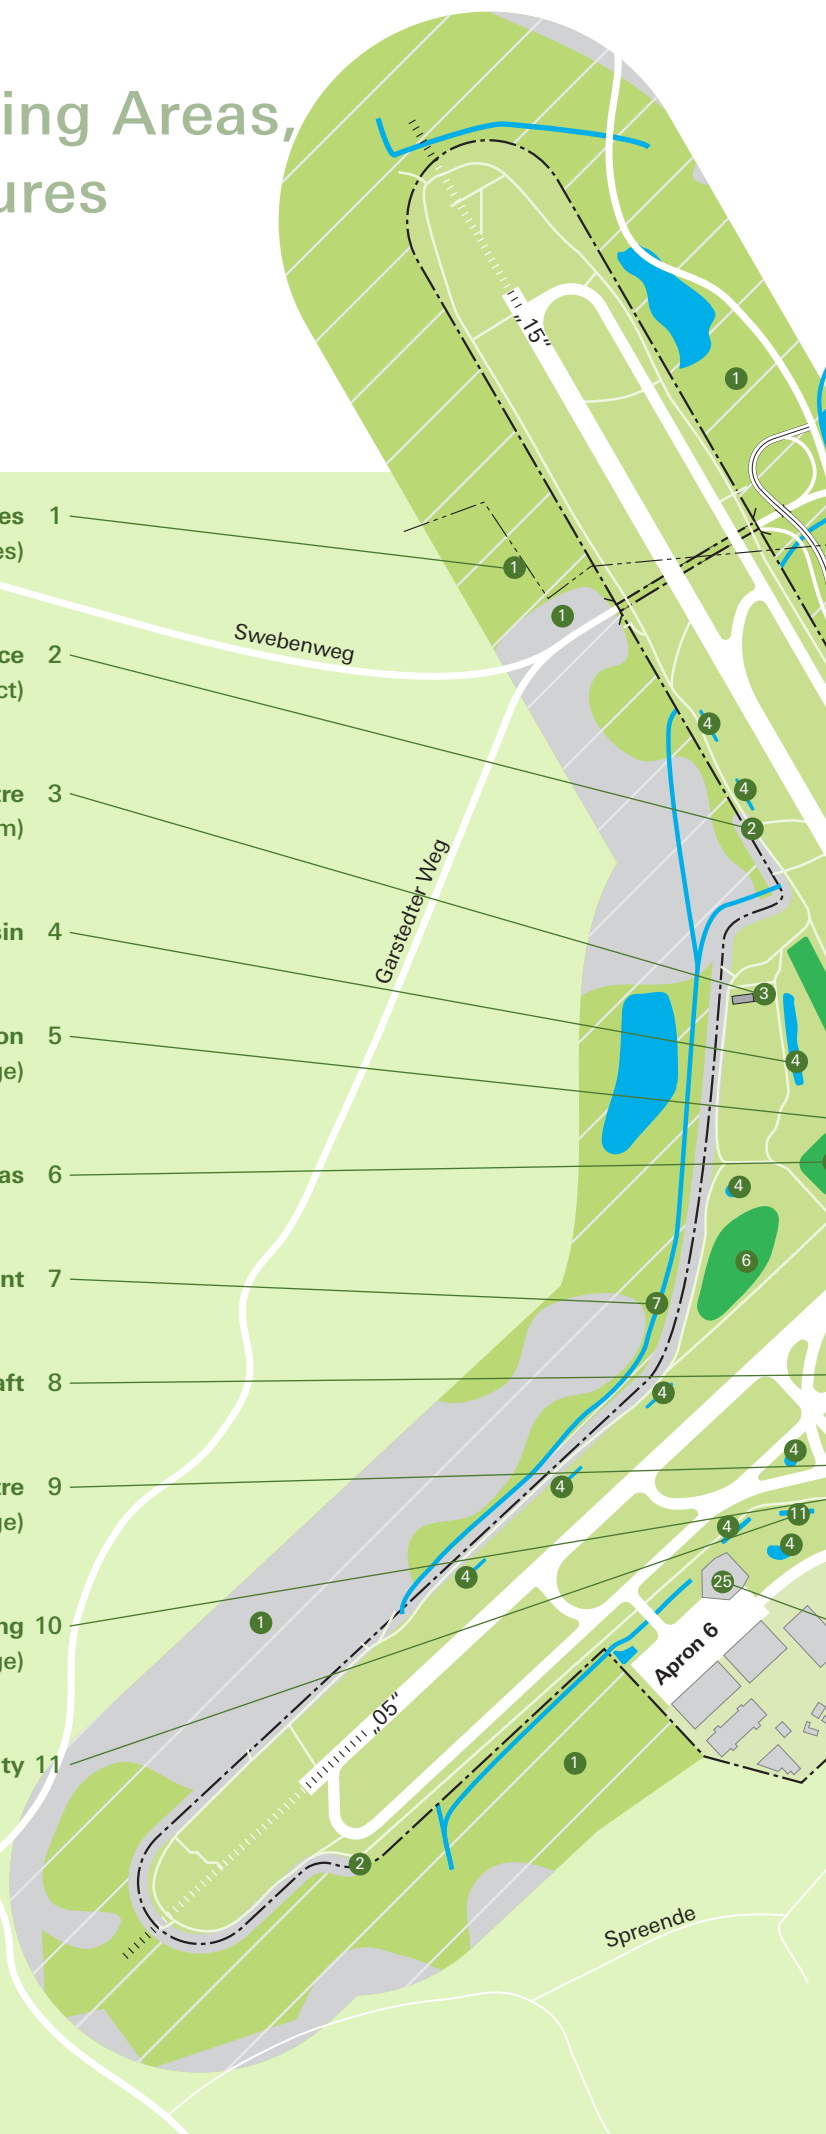 ing Areas,
ures
„15“
1
es 1
es)
1
1
Swebenweg
ce 2
ct)
4
4
2
tre 3
m)
Garstedter Weg
sin 4
3
4
on 5
ge)
as 6
4
6
nt 7
7
aft 8
4
4
tre 9
ge)
4
11
4
4
4
25
ng 10
ge)
1
Apron 6
„05“
ty 11
1
2
Spreende